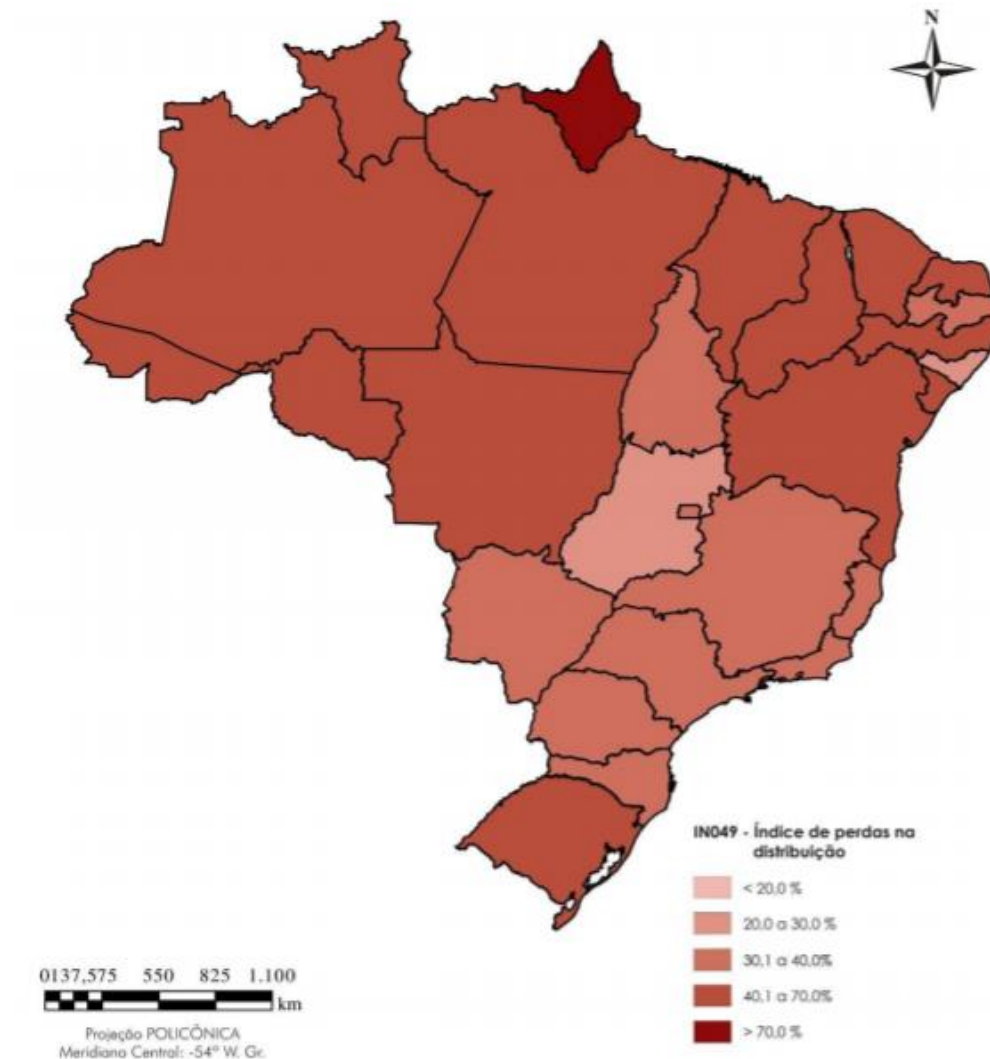 N
IN049 - Índice de perdas na
distribuição
< 20,0 %
20,0 a 30,0 %
30,1 a 40,0%
40,1 a 70,0%
> 70,0 %
0137,575 550 825 1.100
km
Projeção POLICÔNICA
Meridiano Central: -54º W. Gr.